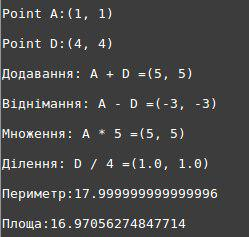 Point A:(1, 1)
Point D:(4, 4)
Додавання: A + D =(5, 5)
Віднімання: A - D =(-3, -3)
Множення: A * 5 =(5, 5)
Ділення: D / 4 =(1.0, 1.0)
Периметр:17.999999999999996
Площа:16.97056274847714